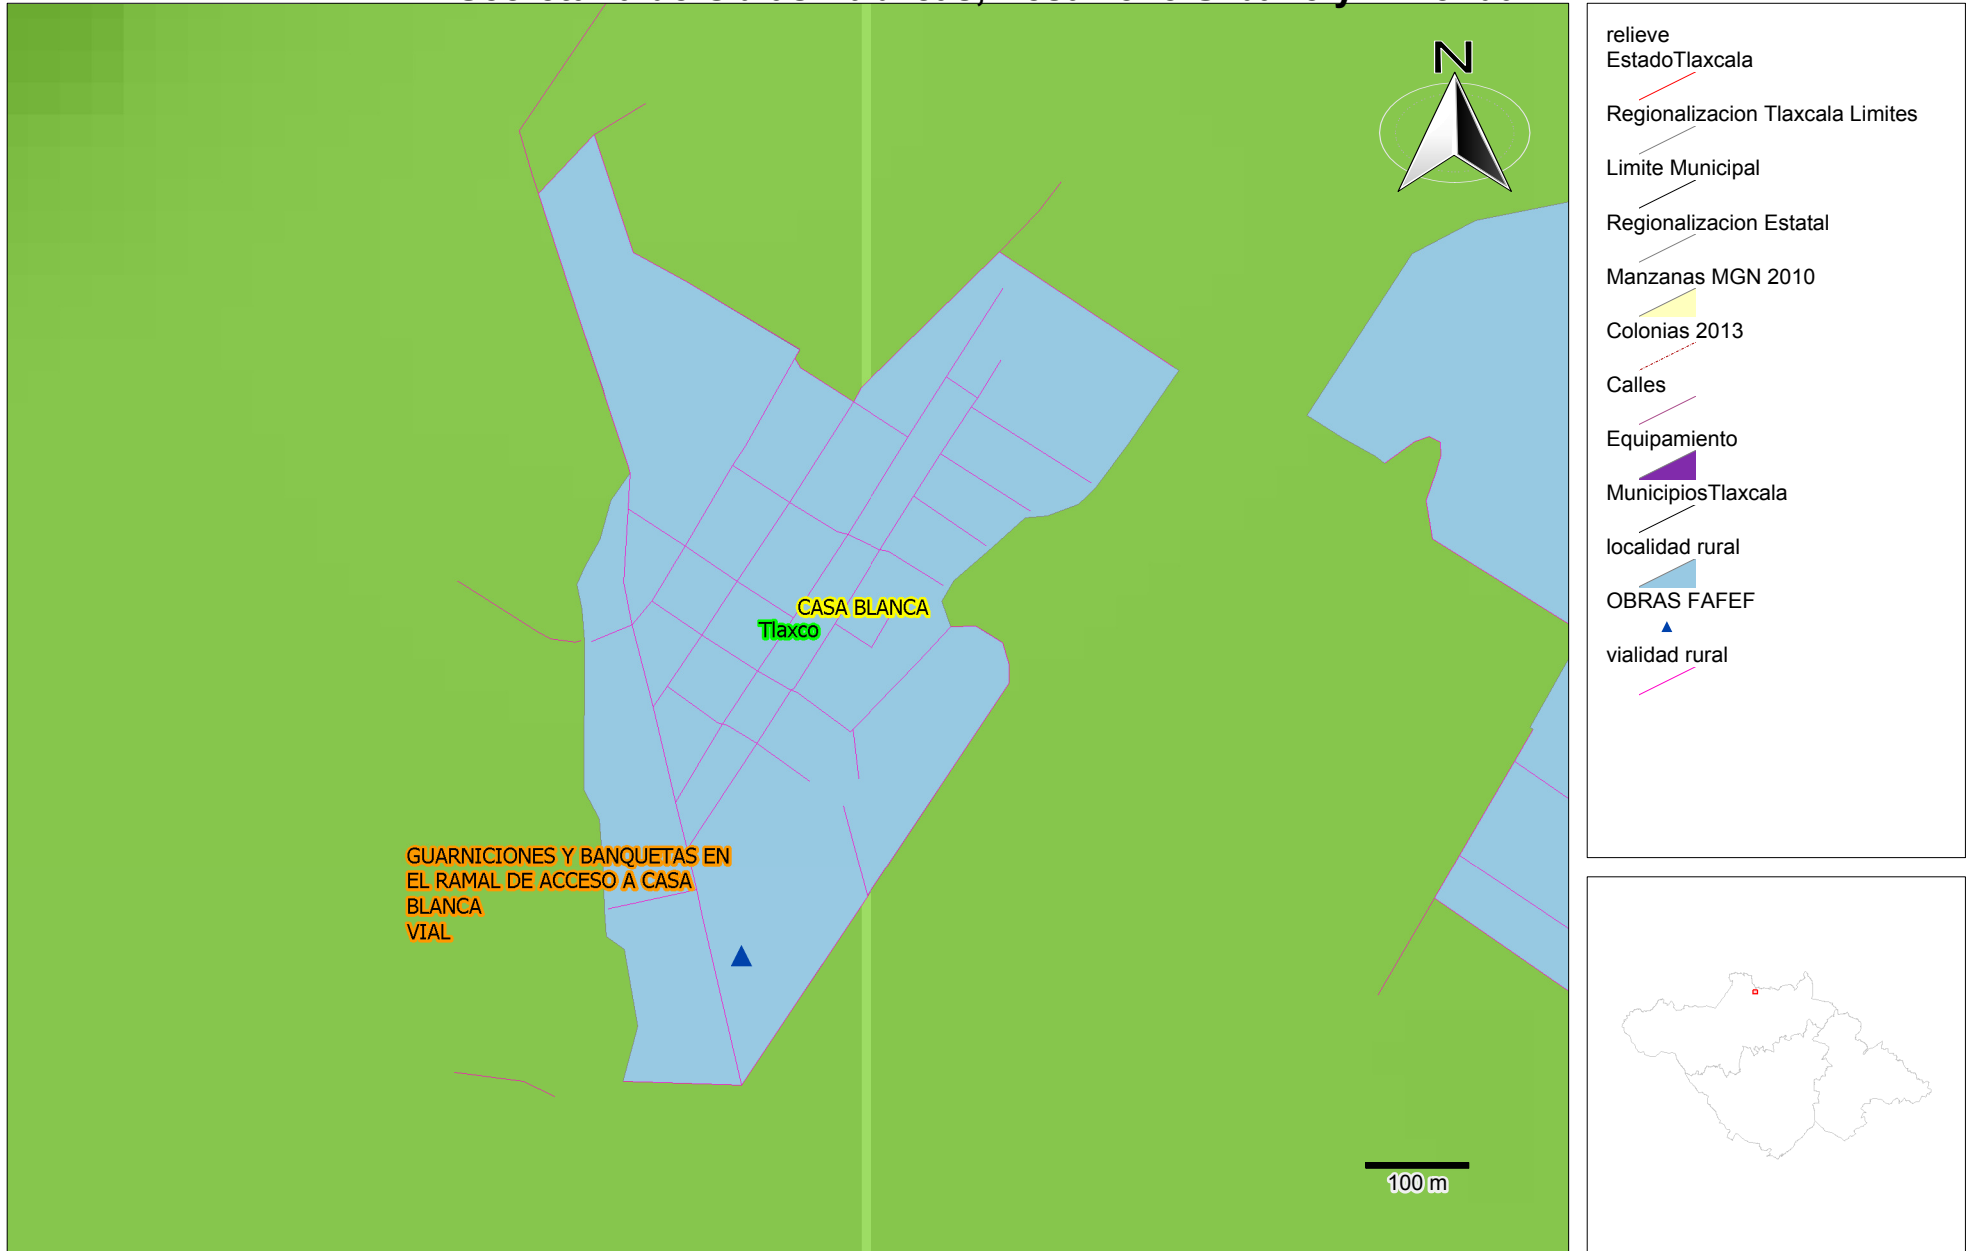 N
CASA BLANCA
Tlaxco
GUARNICIONES Y BANQUETAS EN
EL RAMAL DE ACCESO A CASA
BLANCA
VIAL
100 m
relieve
EstadoTlaxcala
Regionalizacion Tlaxcala Limites
Limite Municipal
Regionalizacion Estatal
Manzanas MGN 2010
Colonias 2013
Calles
Equipamiento
MunicipiosTlaxcala
localidad rural
OBRAS FAFEF
vialidad rural